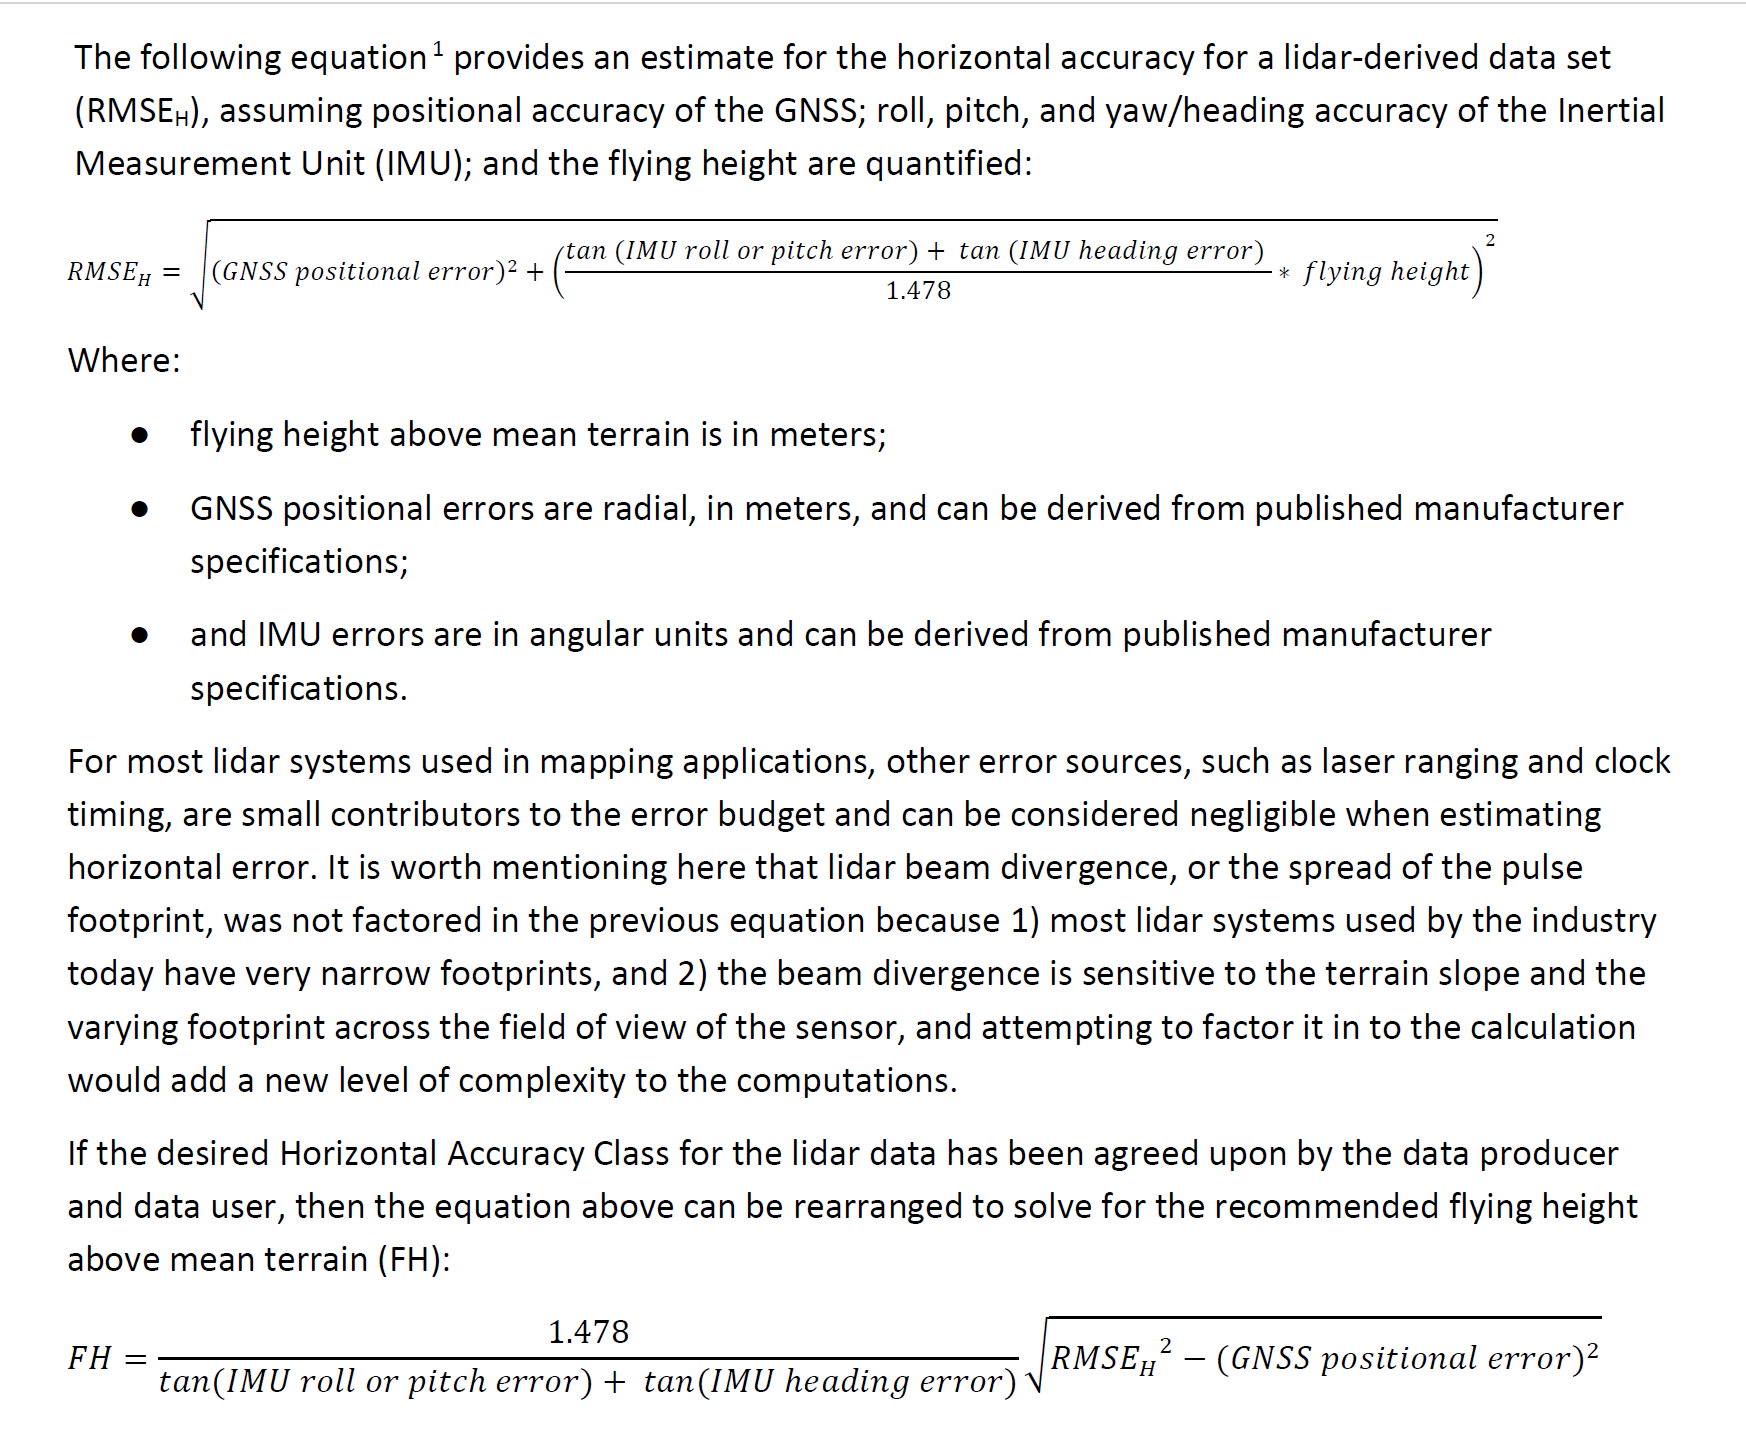 The following equation¹ provides an estimate for the horizontal accuracy for a lidar-derived data set
(RMSEH), assuming positional accuracy of the GNSS; roll, pitch, and yaw/heading accuracy of the Inertial
Measurement Unit (IMU); and the flying height are quantified:
RMSE_H = √((GNSS positional error)² + ((tan (IMU roll or pitch error) + tan (IMU heading error))/1.478 * flying height)²)
Where:
● flying height above mean terrain is in meters;
● GNSS positional errors are radial, in meters, and can be derived from published manufacturer
specifications;
● and IMU errors are in angular units and can be derived from published manufacturer
specifications.
For most lidar systems used in mapping applications, other error sources, such as laser ranging and clock
timing, are small contributors to the error budget and can be considered negligible when estimating
horizontal error. It is worth mentioning here that lidar beam divergence, or the spread of the pulse
footprint, was not factored in the previous equation because 1) most lidar systems used by the industry
today have very narrow footprints, and 2) the beam divergence is sensitive to the terrain slope and the
varying footprint across the field of view of the sensor, and attempting to factor it in to the calculation
would add a new level of complexity to the computations.
If the desired Horizontal Accuracy Class for the lidar data has been agreed upon by the data producer
and data user, then the equation above can be rearranged to solve for the recommended flying height
above mean terrain (FH):
FH = 1.478/(tan(IMU roll or pitch error) + tan(IMU heading error)) √(RMSE_H² − (GNSS positional error)²)